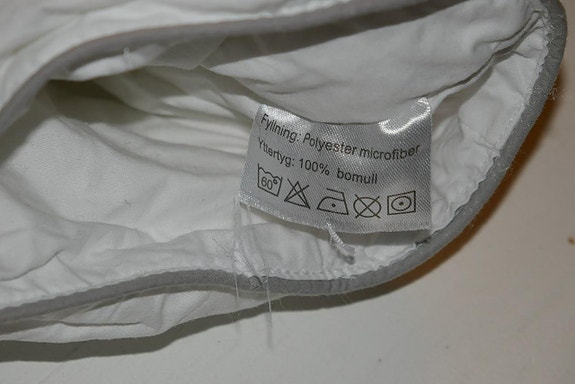 Fyllning: Polyester microfiber
Yttertyg: 100% bomull
60°